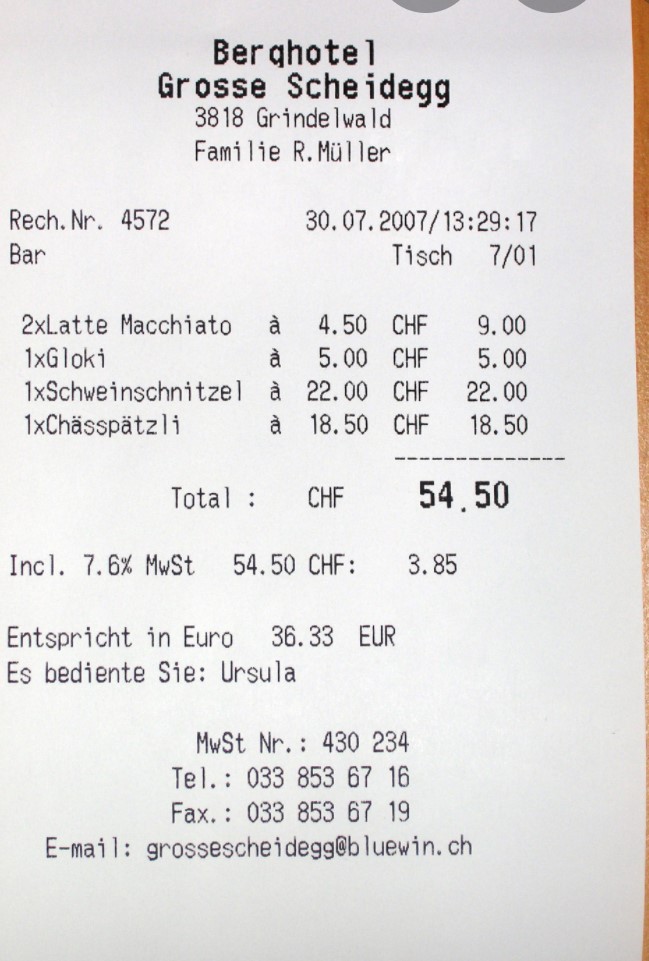 Berghotel
Grosse Scheidegg
3818 Grindelwald
Familie R.Müller
Rech.Nr. 4572 30.07.2007/13:29:17
Bar Tisch 7/01
2xLatte Macchiato à 4.50 CHF 9.00
1xGloki à 5.00 CHF 5.00
1xSchweinschnitzel à 22.00 CHF 22.00
1xChässpätzli à 18.50 CHF 18.50
--------------
Total : CHF 54.50
Incl. 7.6% MwSt 54.50 CHF: 3.85
Entspricht in Euro 36.33 EUR
Es bediente Sie: Ursula
MwSt Nr.: 430 234
Tel.: 033 853 67 16
Fax.: 033 853 67 19
E-mail: grossescheidegg@bluewin.ch